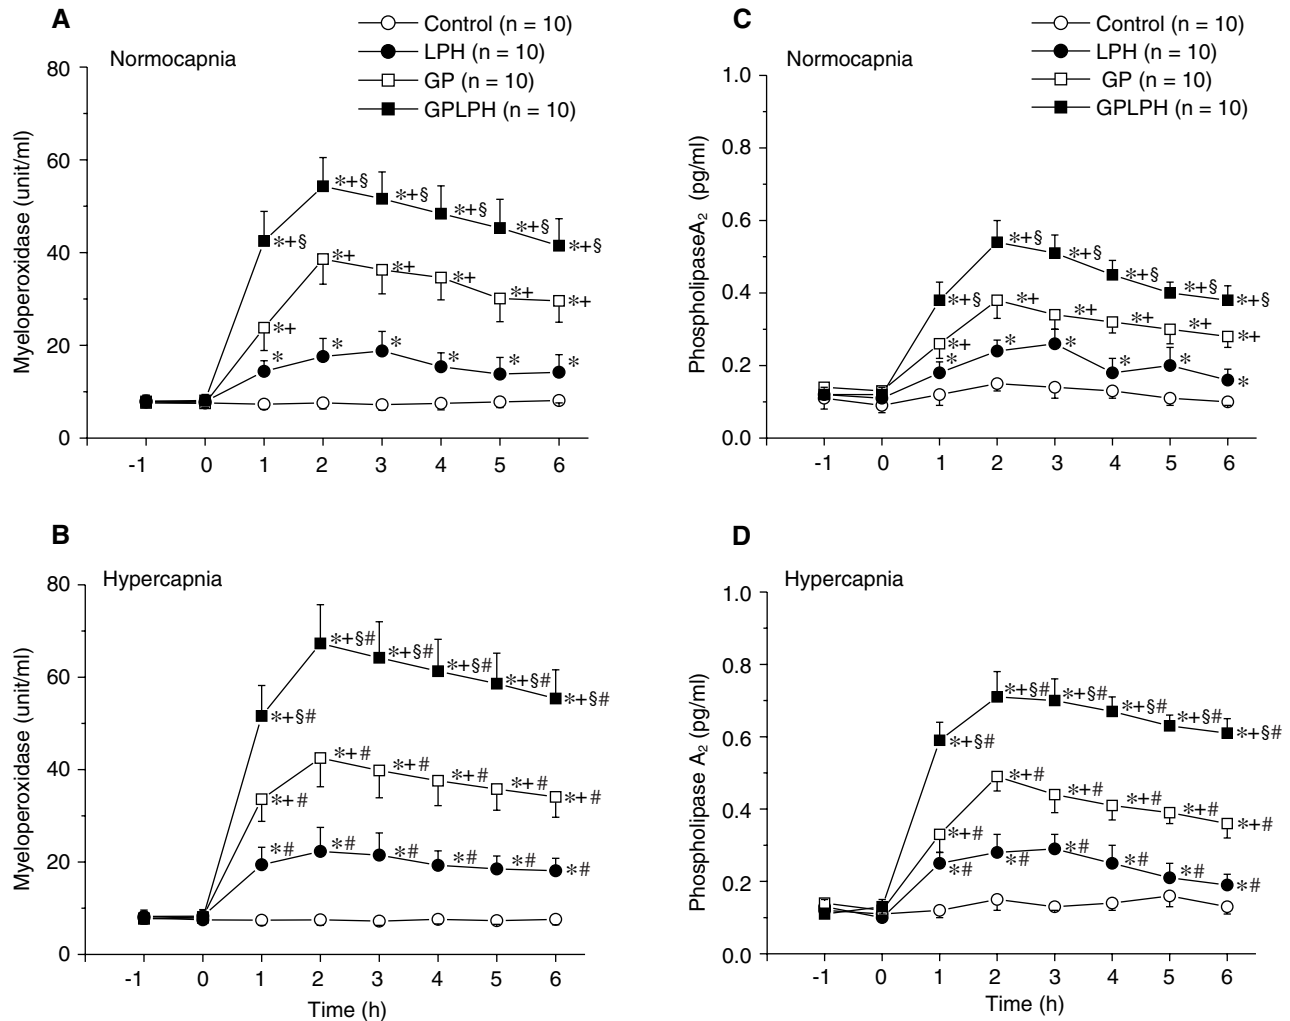 A
Normocapnia
Control (n = 10)
LPH (n = 10)
GP (n = 10)
GPLPH (n = 10)
Myeloperoxidase (unit/ml)
80
60
40
20
0
*+§ *+§ *+§ *+§ *+§ *+§
*+ *+ *+ *+ *+ *+
* * * * * *
-1 0 1 2 3 4 5 6
C
Normocapnia
Control (n = 10)
LPH (n = 10)
GP (n = 10)
GPLPH (n = 10)
PhospholipaseA₂ (pg/ml)
1.0
0.8
0.6
0.4
0.2
0.0
*+§ *+§ *+§ *+§ *+§ *+§
*+ *+ *+ *+ *+ *+
* * * * * *
-1 0 1 2 3 4 5 6
B
Hypercapnia
Myeloperoxidase (unit/ml)
80
60
40
20
0
*+§# *+§# *+§# *+§# *+§# *+§#
*+# *+# *+# *+# *+# *+#
*# *# *# *# *# *#
-1 0 1 2 3 4 5 6
Time (h)
D
Hypercapnia
Phospholipase A₂ (pg/ml)
1.0
0.8
0.6
0.4
0.2
0.0
*+§# *+§# *+§# *+§# *+§# *+§#
*+# *+# *+# *+# *+# *+#
*# *# *# *# *# *#
-1 0 1 2 3 4 5 6
Time (h)